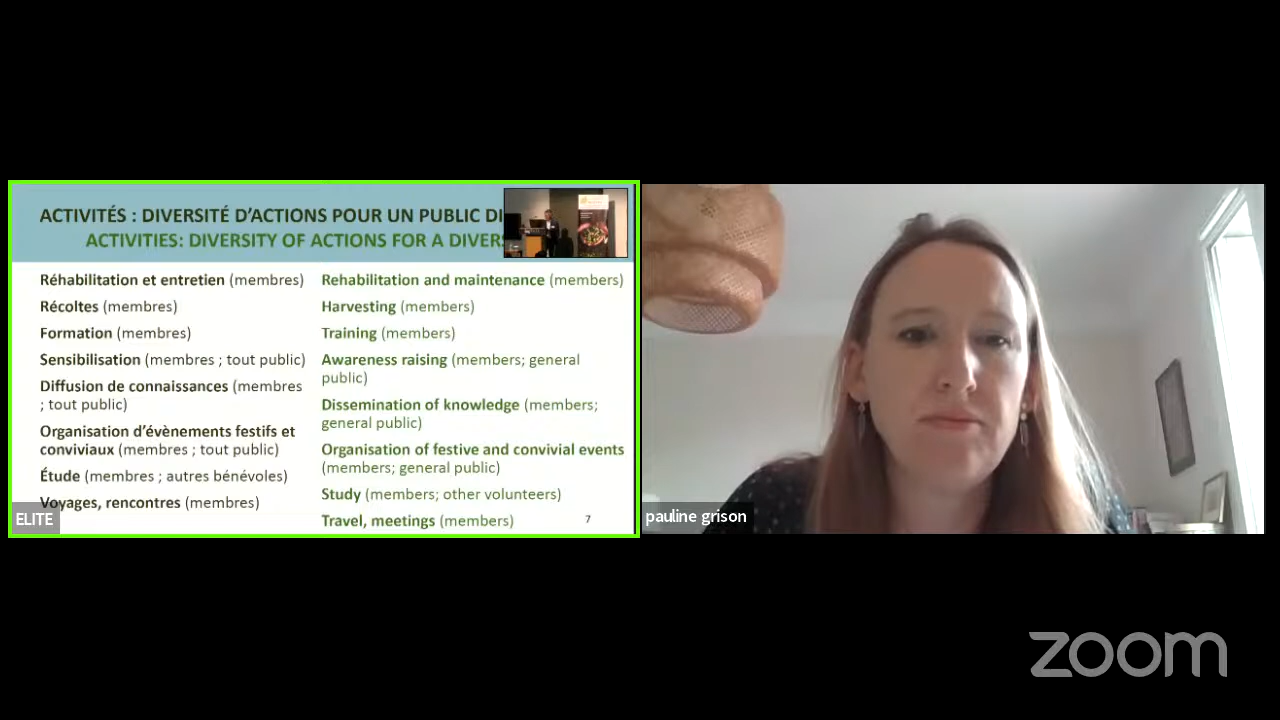 ACTIVITÉS : DIVERSITÉ D'ACTIONS POUR UN PUBLIC
ACTIVITIES: DIVERSITY OF ACTIONS FOR A
Réhabilitation et entretien (membres)
Récoltes (membres)
Formation (membres)
Sensibilisation (membres ; tout public)
Diffusion de connaissances (membres
; tout public)
Organisation d'évènements festifs et
conviviaux (membres ; tout public)
Étude (membres ; autres bénévoles)
Voyages, rencontres (membres)
Rehabilitation and maintenance (members)
Harvesting (members)
Training (members)
Awareness raising (members; general
public)
Dissemination of knowledge (members;
general public)
Organisation of festive and convivial events
(members; general public)
Study (members; other volunteers)
Travel, meetings (members)
7
ELITE
pauline grison
zoom